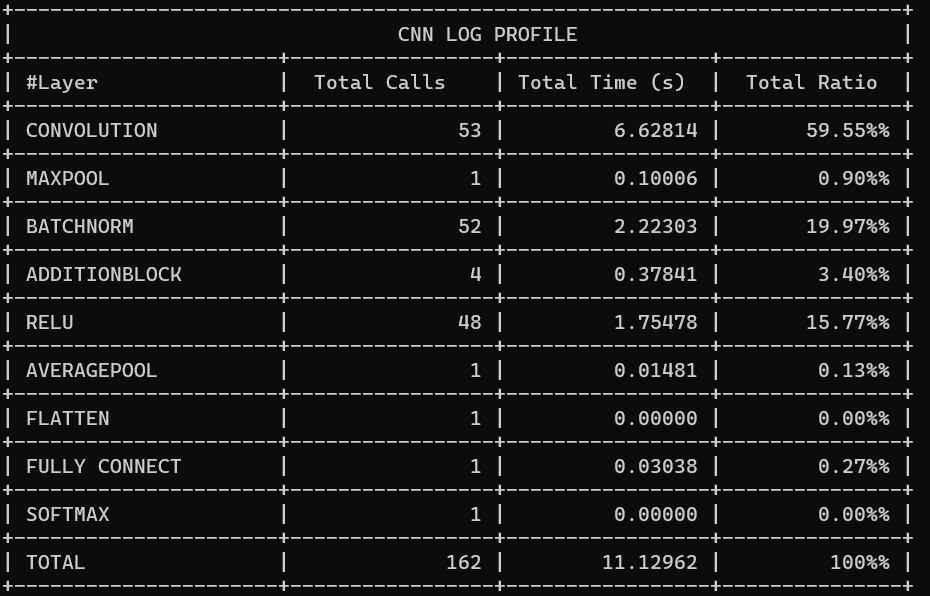 CNN LOG PROFILE
#Layer | Total Calls | Total Time (s) | Total Ratio
CONVOLUTION | 53 | 6.62814 | 59.55%%
MAXPOOL | 1 | 0.10006 | 0.90%%
BATCHNORM | 52 | 2.22303 | 19.97%%
ADDITIONBLOCK | 4 | 0.37841 | 3.40%%
RELU | 48 | 1.75478 | 15.77%%
AVERAGEPOOL | 1 | 0.01481 | 0.13%%
FLATTEN | 1 | 0.00000 | 0.00%%
FULLY CONNECT | 1 | 0.03038 | 0.27%%
SOFTMAX | 1 | 0.00000 | 0.00%%
TOTAL | 162 | 11.12962 | 100%%